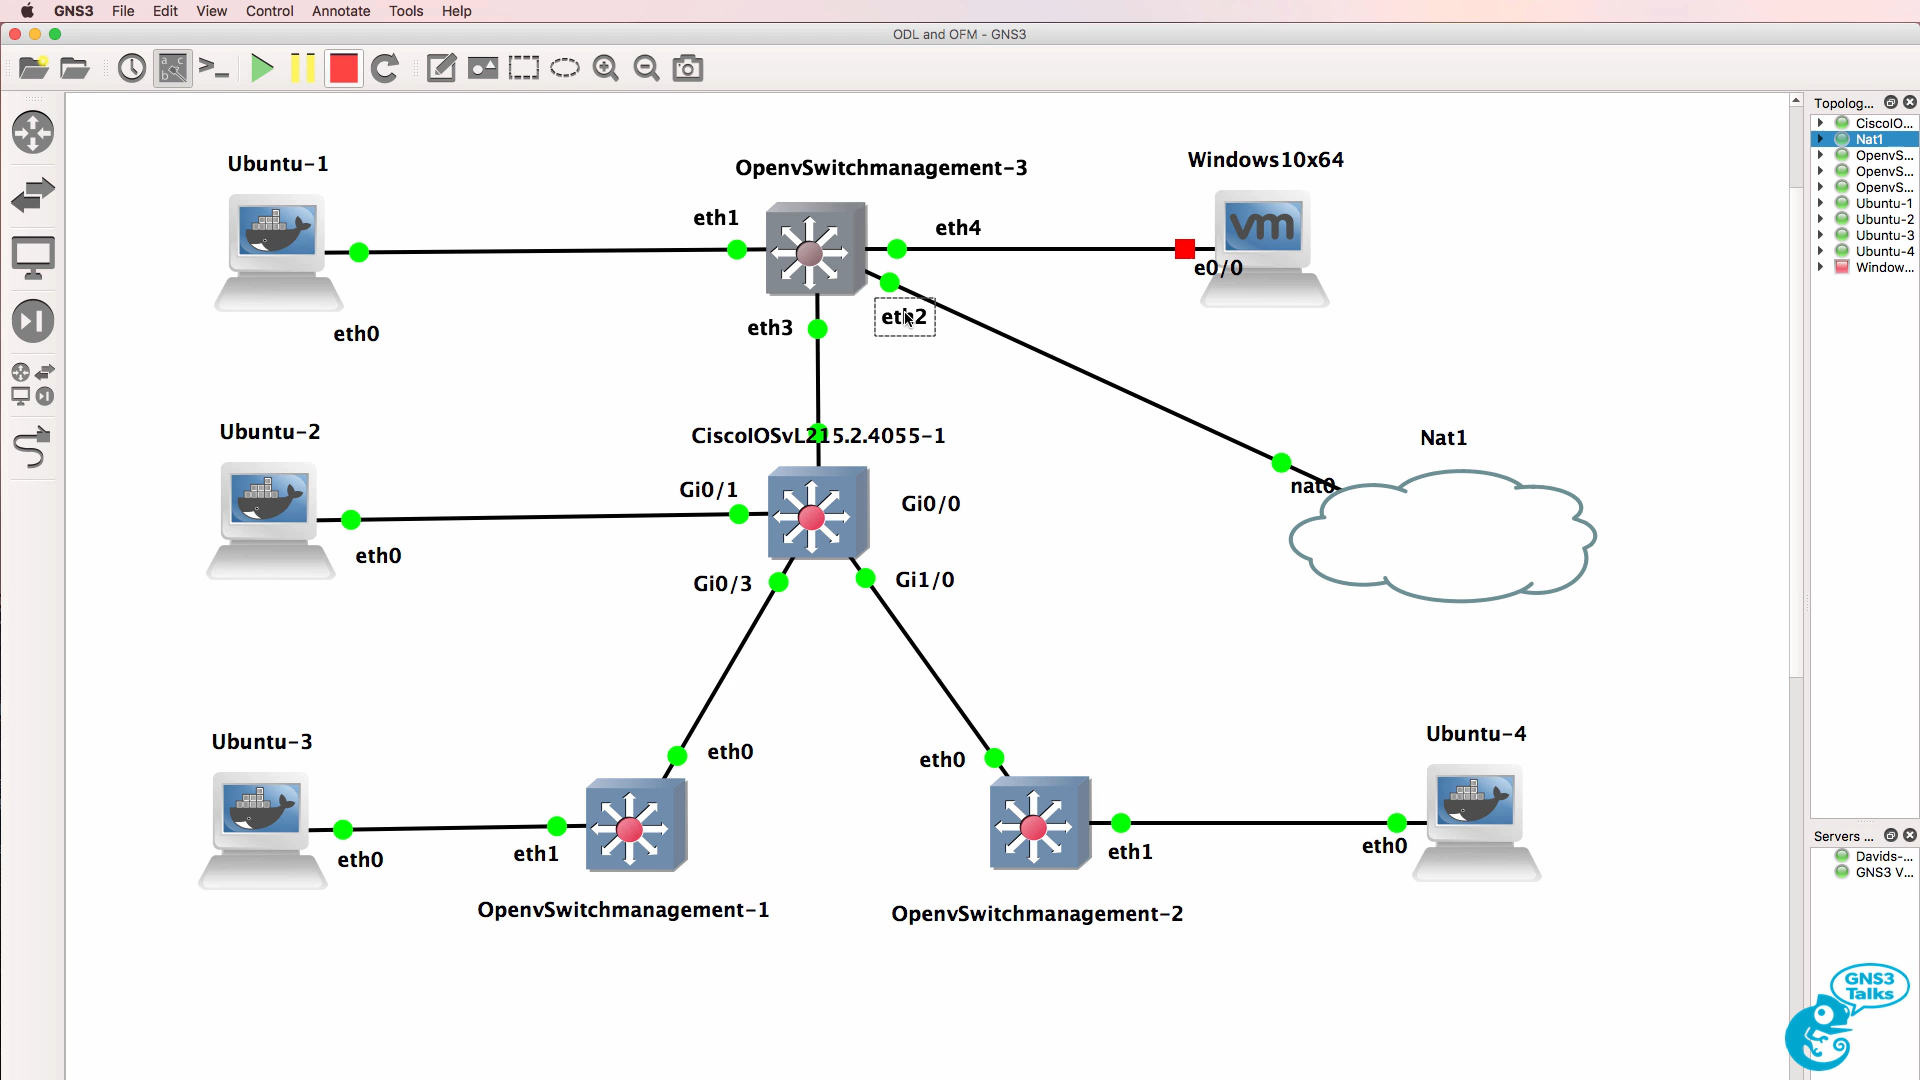 GNS3 File Edit View Control Annotate Tools Help
ODL and OFM - GNS3
Topolog...
CiscoIO...
Nat1
OpenvS...
OpenvS...
OpenvS...
Ubuntu-1
Ubuntu-2
Ubuntu-3
Ubuntu-4
Window...
Ubuntu-1
OpenvSwitchmanagement-3
Windows10x64
vm
eth1
eth4
e0/0
eth2
eth3
eth0
Ubuntu-2
CiscoIOSvL215.2.4055-1
Nat1
nat0
Gi0/1
Gi0/0
eth0
Gi0/3
Gi1/0
Ubuntu-3
eth0
eth0
Ubuntu-4
eth0
eth1
eth1
eth0
OpenvSwitchmanagement-1
OpenvSwitchmanagement-2
Servers ...
Davids-...
GNS3 V...
GNS3
Talks